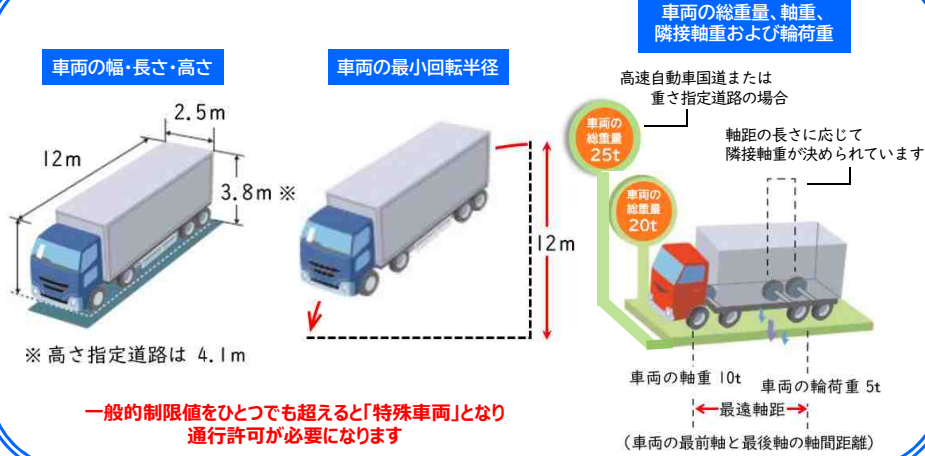 車両の幅・長さ・高さ
2.5m
12m
3.8m ※
※ 高さ指定道路は 4.1m
車両の最小回転半径
12m
一般的制限値をひとつでも超えると「特殊車両」となり
通行許可が必要になります
車両の総重量、軸重、
隣接軸重および輪荷重
高速自動車国道または
重さ指定道路の場合
車両の
総重量
25t
軸距の長さに応じて
隣接軸重が決められています
車両の
総重量
20t
車両の軸重 10t
車両の輪荷重 5t
最遠軸距
(車両の最前軸と最後軸の軸間距離)